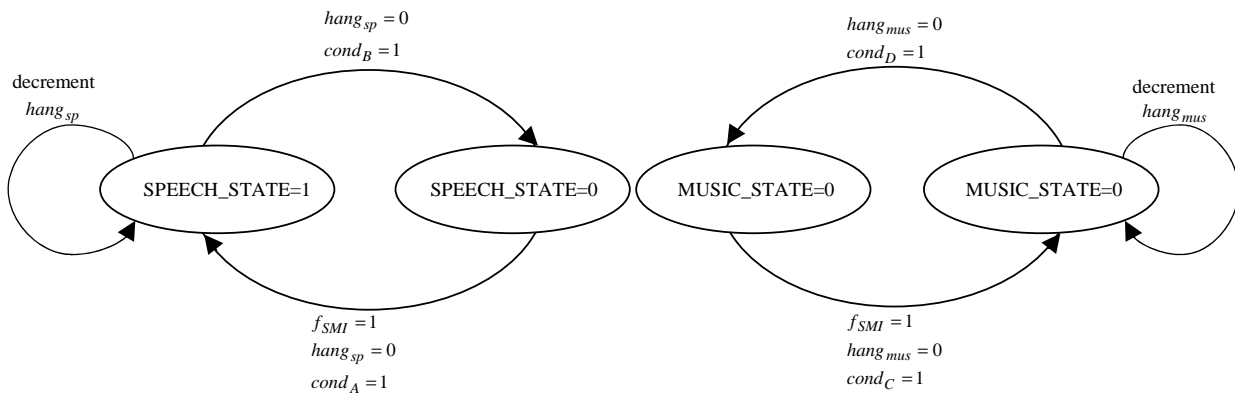 hang_sp = 0
cond_B = 1
hang_mus = 0
cond_D = 1
decrement
hang_sp
decrement
hang_mus
SPEECH_STATE=1
SPEECH_STATE=0
MUSIC_STATE=0
MUSIC_STATE=0
f_SMI = 1
hang_sp = 0
cond_A = 1
f_SMI = 1
hang_mus = 0
cond_C = 1